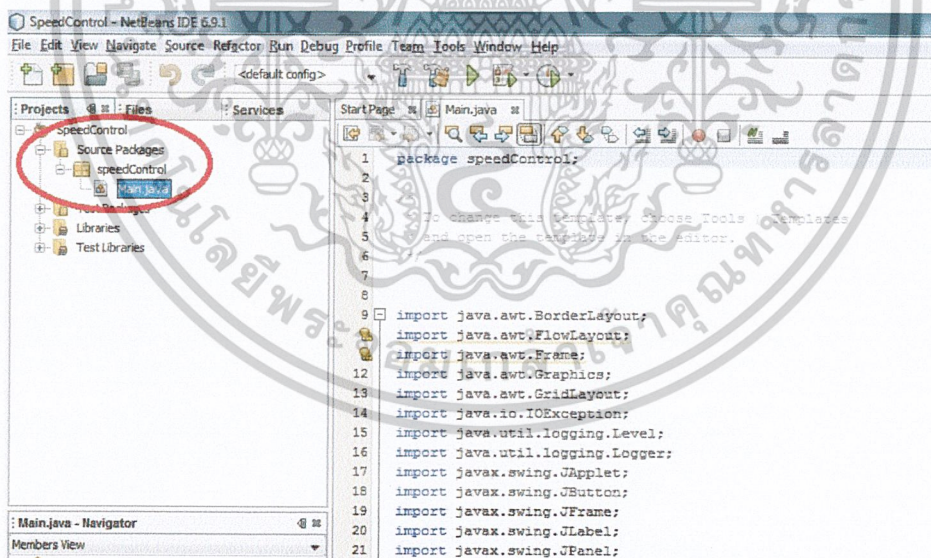 SpeedControl - NetBeans IDE 6.9.1
File Edit View Navigate Source Refactor Run Debug Profile Team Tools Window Help
<default config>
Projects Files Services
SpeedControl
Source Packages
speedControl
Main.java
Test Packages
Libraries
Test Libraries
Main.java - Navigator
Members View
Start Page Main.java
1 package speedControl;
2
3
4 To change this template, choose Tools Templates
5 and open the template in the editor.
6
7
8
9 import java.awt.BorderLayout;
import java.awt.FlowLayout;
import java.awt.Frame;
12 import java.awt.Graphics;
13 import java.awt.GridLayout;
14 import java.io.IOException;
15 import java.util.logging.Level;
16 import java.util.logging.Logger;
17 import javax.swing.JApplet;
18 import javax.swing.JButton;
19 import javax.swing.JFrame;
20 import javax.swing.JLabel;
21 import javax.swing.JPanel;